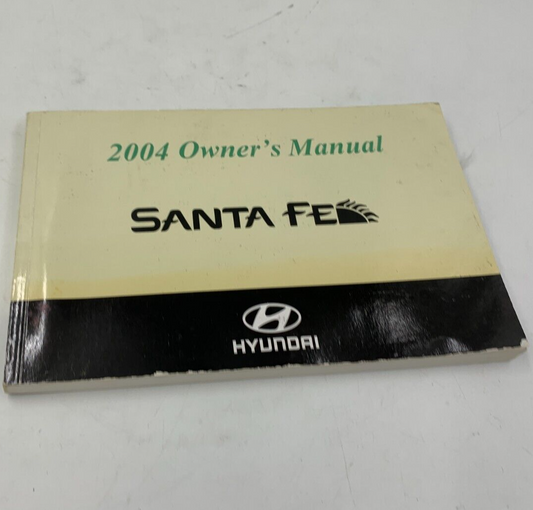 2004 Owner's Manual
SANTA FE
HYUNDAI